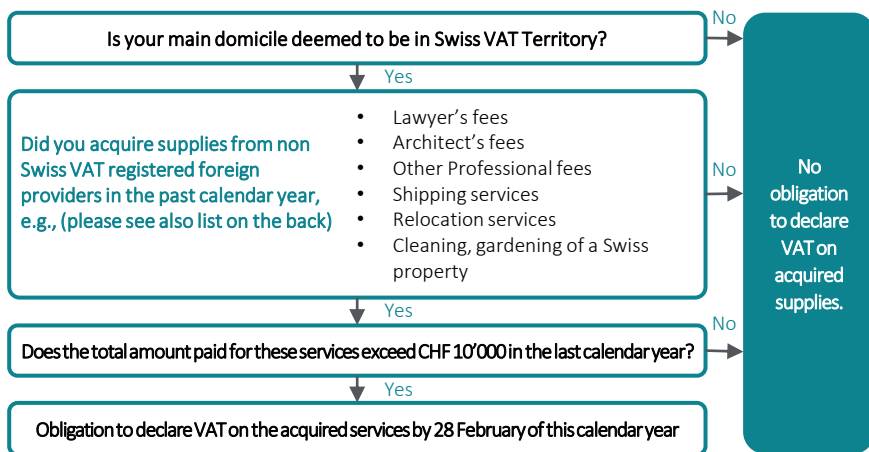 Is your main domicile deemed to be in Swiss VAT Territory?
No
Yes
Did you acquire supplies from non
Swiss VAT registered foreign
providers in the past calendar year,
e.g., (please see also list on the back)
• Lawyer’s fees
• Architect’s fees
• Other Professional fees
• Shipping services
• Relocation services
• Cleaning, gardening of a Swiss
property
No
Yes
Does the total amount paid for these services exceed CHF 10’000 in the last calendar year?
No
Yes
Obligation to declare VAT on the acquired services by 28 February of this calendar year
No
obligation
to declare
VAT on
acquired
supplies.